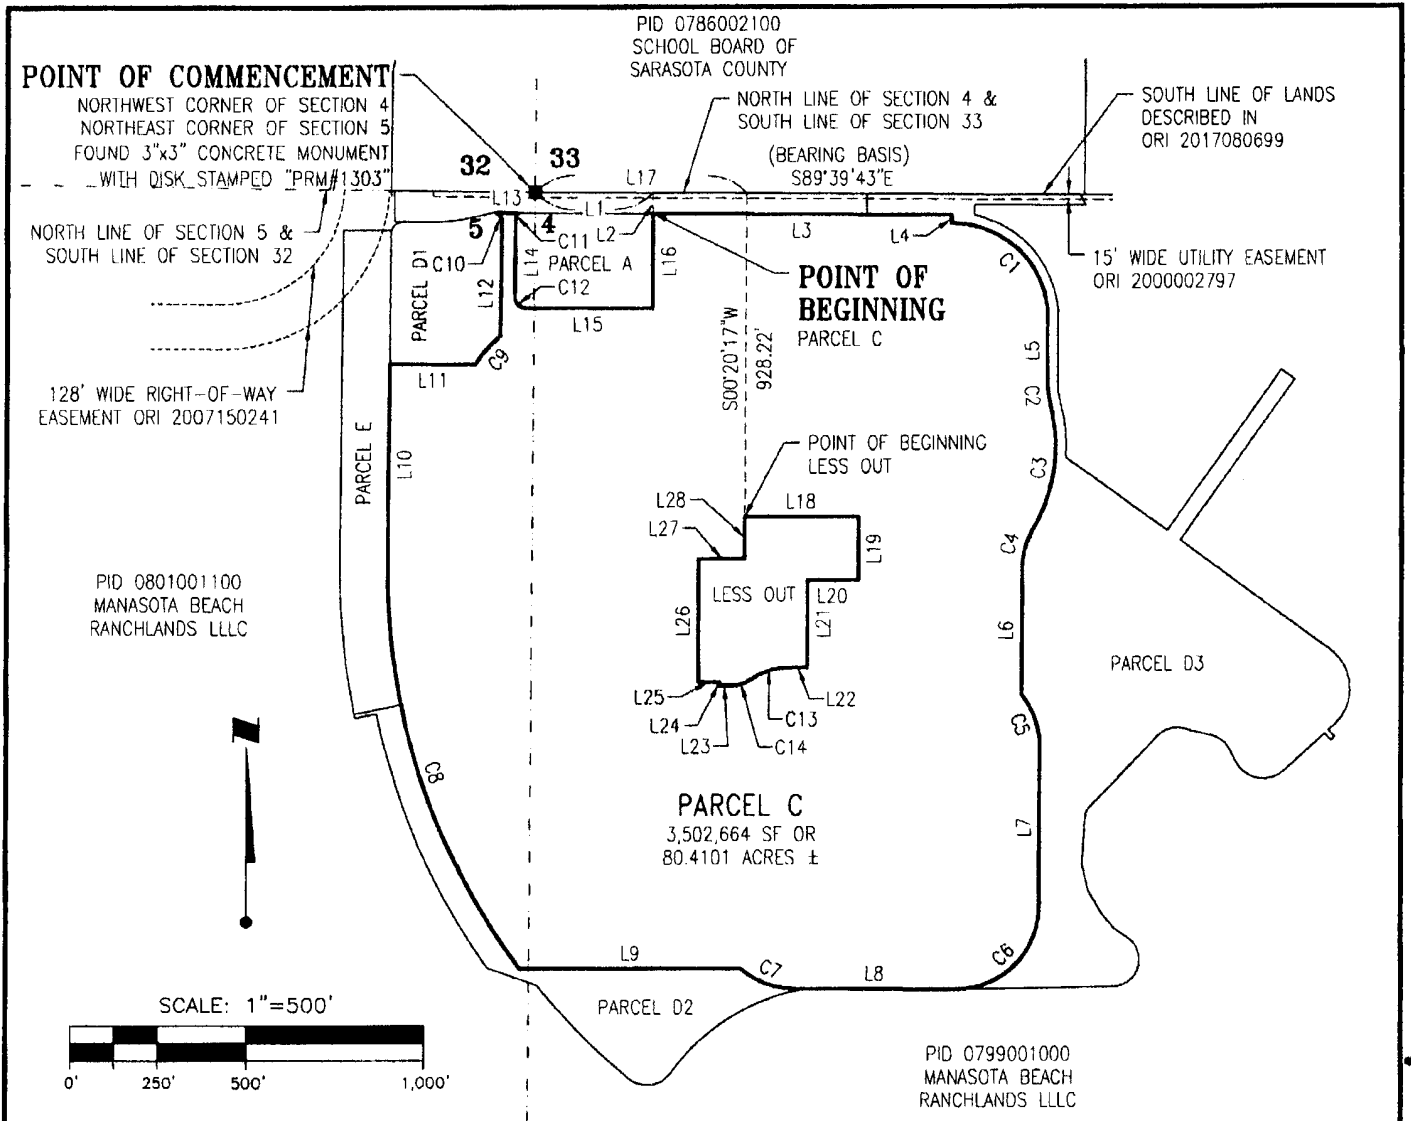 PID 0786002100
SCHOOL BOARD OF
SARASOTA COUNTY
POINT OF COMMENCEMENT
NORTHWEST CORNER OF SECTION 4
NORTHEAST CORNER OF SECTION 5
FOUND 3"x3" CONCRETE MONUMENT
WITH DISK STAMPED "PRM#1303"
NORTH LINE OF SECTION 4 &
SOUTH LINE OF SECTION 33
(BEARING BASIS)
S89°39'43"E
SOUTH LINE OF LANDS
DESCRIBED IN
ORI 2017080699
32
33
L17
L13
L1
5
4
C11
L2
L3
L4
NORTH LINE OF SECTION 5 &
SOUTH LINE OF SECTION 32
C10
PARCEL D1
L12
L14
PARCEL A
L16
C12
L15
POINT OF
BEGINNING
PARCEL C
C1
15' WIDE UTILITY EASEMENT
ORI 2000002797
S00°20'17"W
928.22'
L5
C9
L11
C2
128' WIDE RIGHT-OF-WAY
EASEMENT ORI 2007150241
PARCEL E
L10
POINT OF BEGINNING
LESS OUT
C3
L28
L18
L27
L19
C4
PID 0801001100
MANASOTA BEACH
RANCHLANDS LLLC
LESS OUT
L20
L26
L21
L6
PARCEL D3
L25
L22
L24
C13
L23
C14
C5
C8
PARCEL C
3,502,664 SF OR
80.4101 ACRES ±
L7
L9
C7
L8
C6
SCALE: 1"=500'
0'
250'
500'
1,000'
PARCEL D2
PID 0799001000
MANASOTA BEACH
RANCHLANDS LLLC